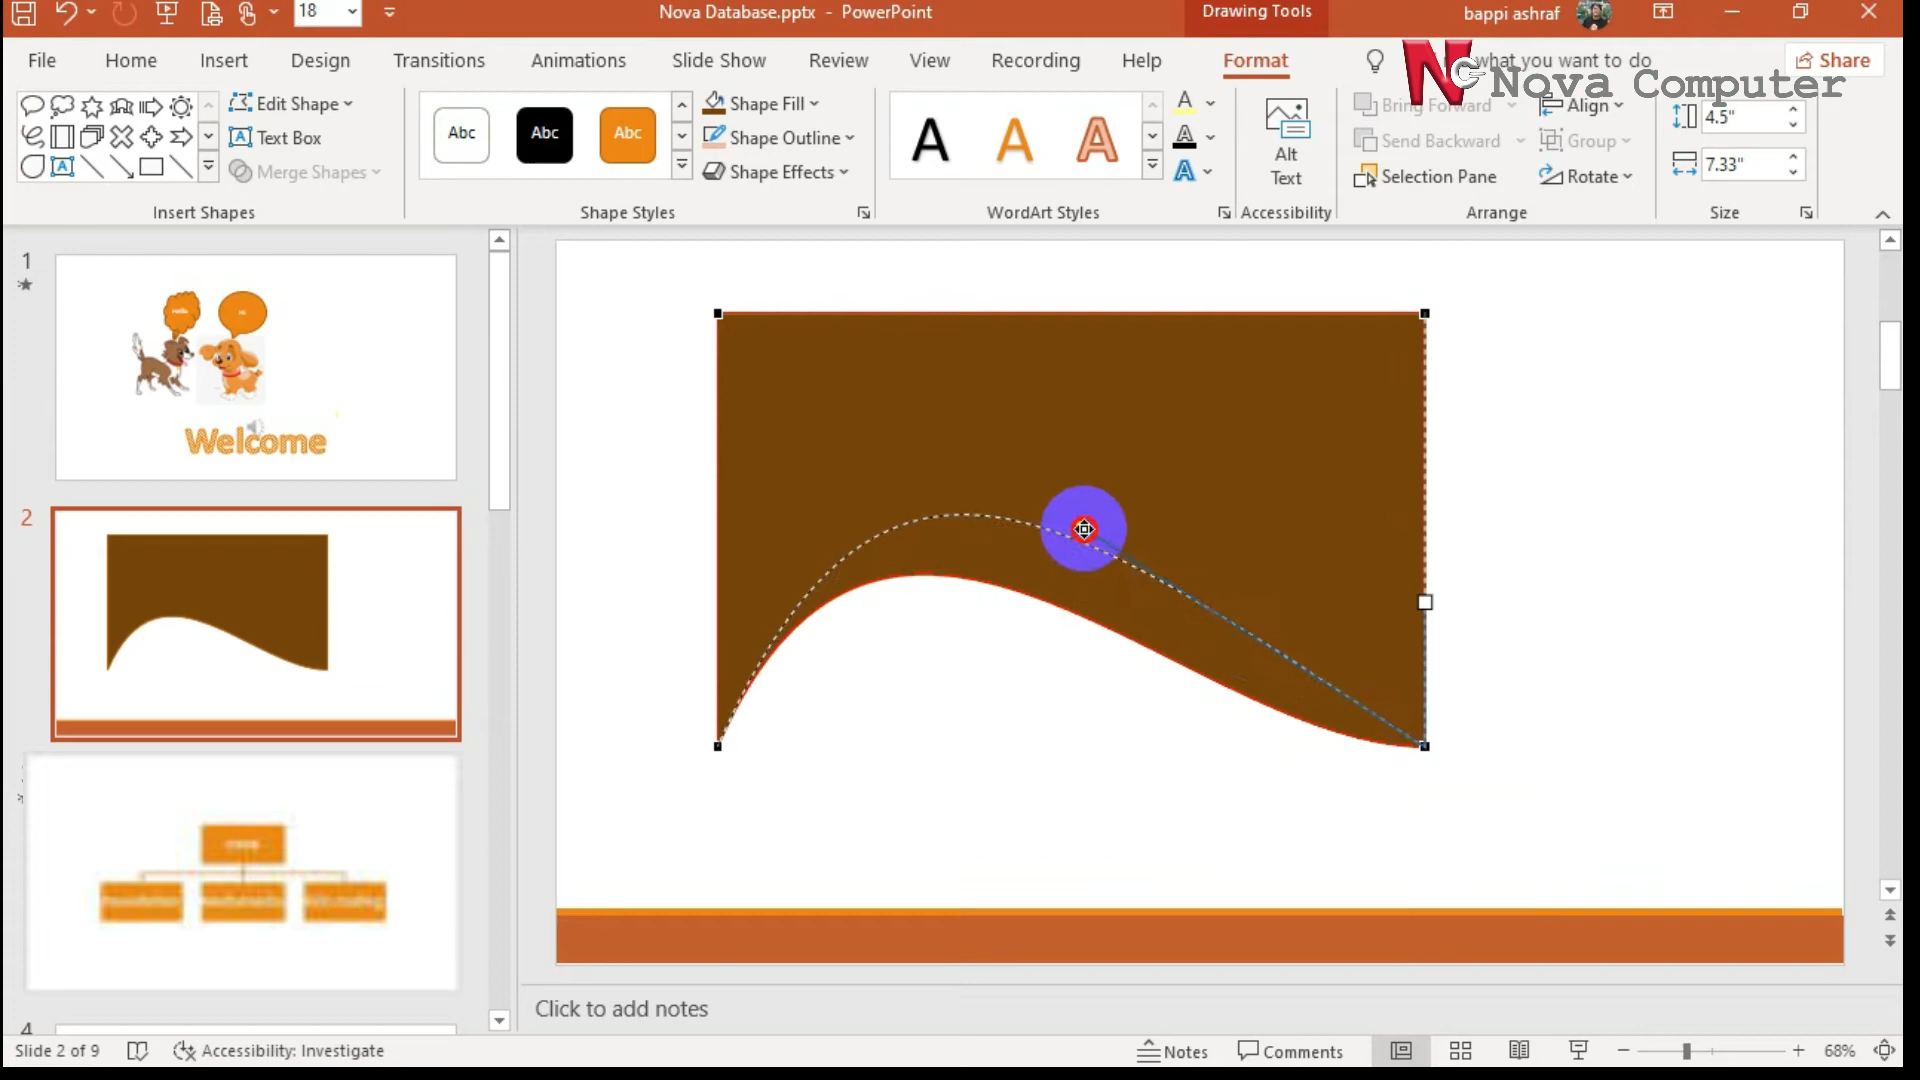 18
Nova Database.pptx - PowerPoint
Drawing Tools
bappi ashraf
File Home Insert Design Transitions Animations Slide Show Review View Recording Help Format what you want to do Share
Nova Computer
Edit Shape
Text Box
Merge Shapes
Insert Shapes
Abc Abc Abc
Shape Fill
Shape Outline
Shape Effects
Shape Styles
A A A
WordArt Styles
Alt
Text
Accessibility
Bring Forward
Send Backward
Selection Pane
Align
Group
Rotate
Arrange
4.5"
7.33"
Size
1
Hello
Hi
Welcome
2
4
Click to add notes
Slide 2 of 9 Accessibility: Investigate Notes Comments 68%